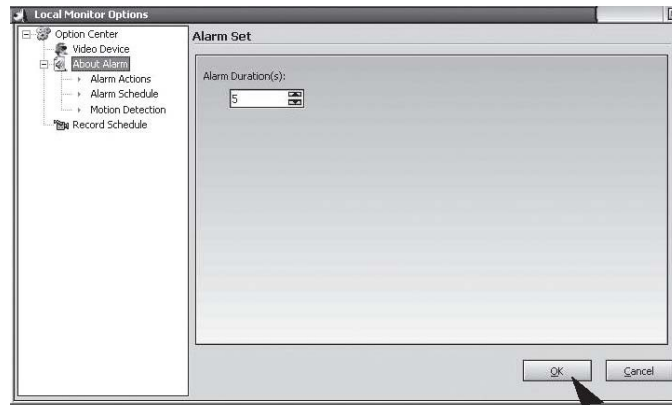 Local Monitor Options
Option Center
Video Device
About Alarm
Alarm Actions
Alarm Schedule
Motion Detection
Record Schedule
Alarm Set
Alarm Duration(s):
5
OK
Cancel